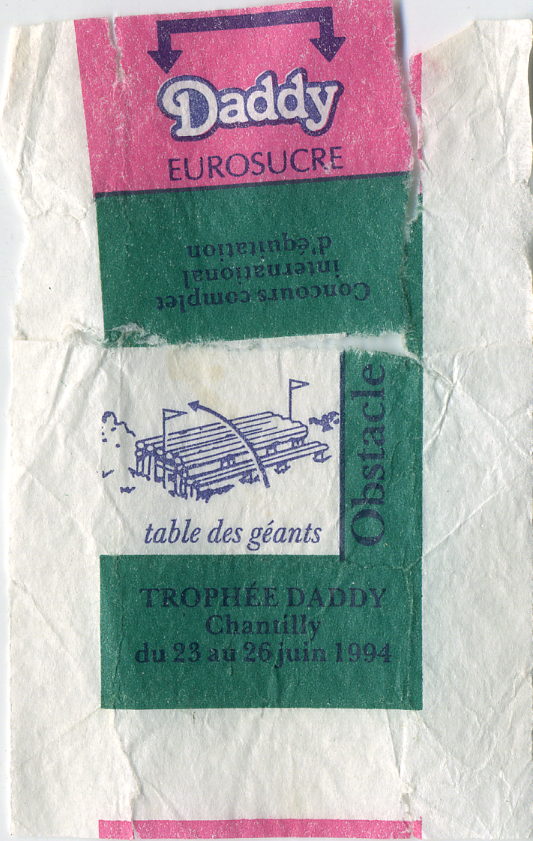 Daddy
EUROSUCRE
Concours complet
international
d'équitation
Obstacle
table des géants
TROPHÉE DADDY
Chantilly
du 23 au 26 juin 1994